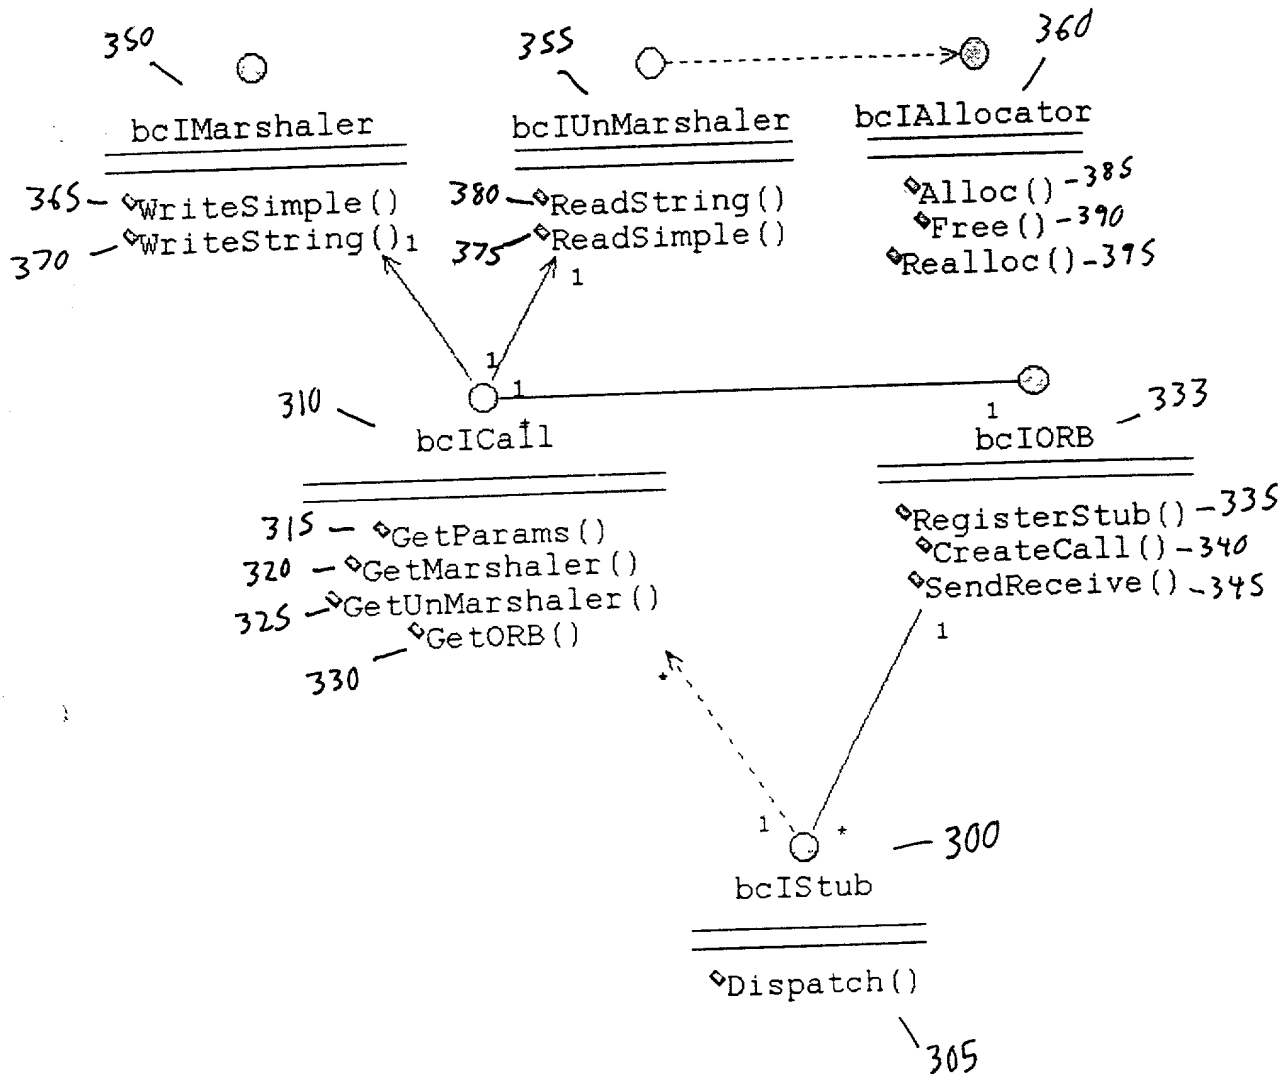 350 355 360
bcIMarshaler bcIUnMarshaler bcIAllocator
365 WriteSimple() 380 ReadString() Alloc() 385
370 WriteString() 1 375 ReadSimple() Free() 390
1 Realloc() 395
1
310 1 1 333
* bcICall bcIORB
315 GetParams() RegisterStub() 335
320 GetMarshaler() CreateCall() 340
325 GetUnMarshaler() SendReceive() 345
330 GetORB() 1
*
1 * 300
bcIStub
Dispatch()
305